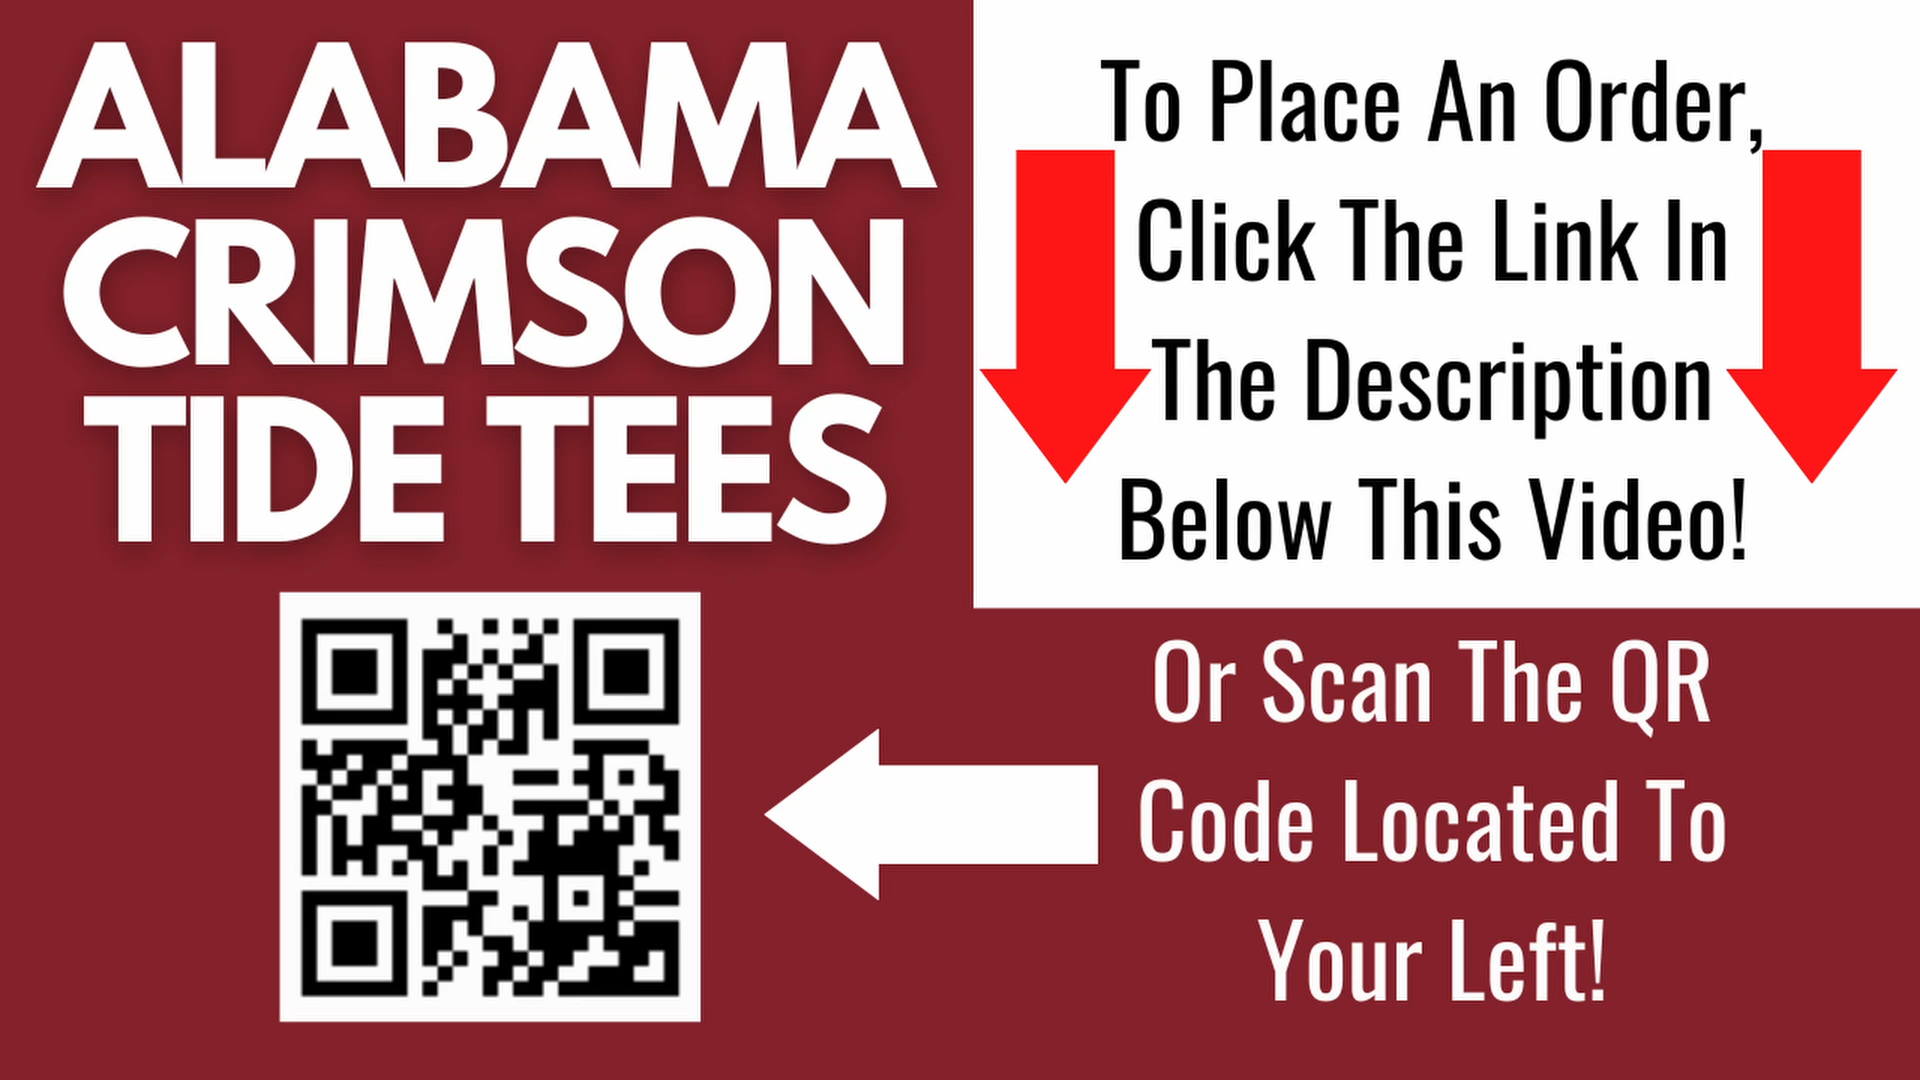 ALABAMA
CRIMSON
TIDE TEES
To Place An Order,
Click The Link In
The Description
Below This Video!
Or Scan The QR
Code Located To
Your Left!